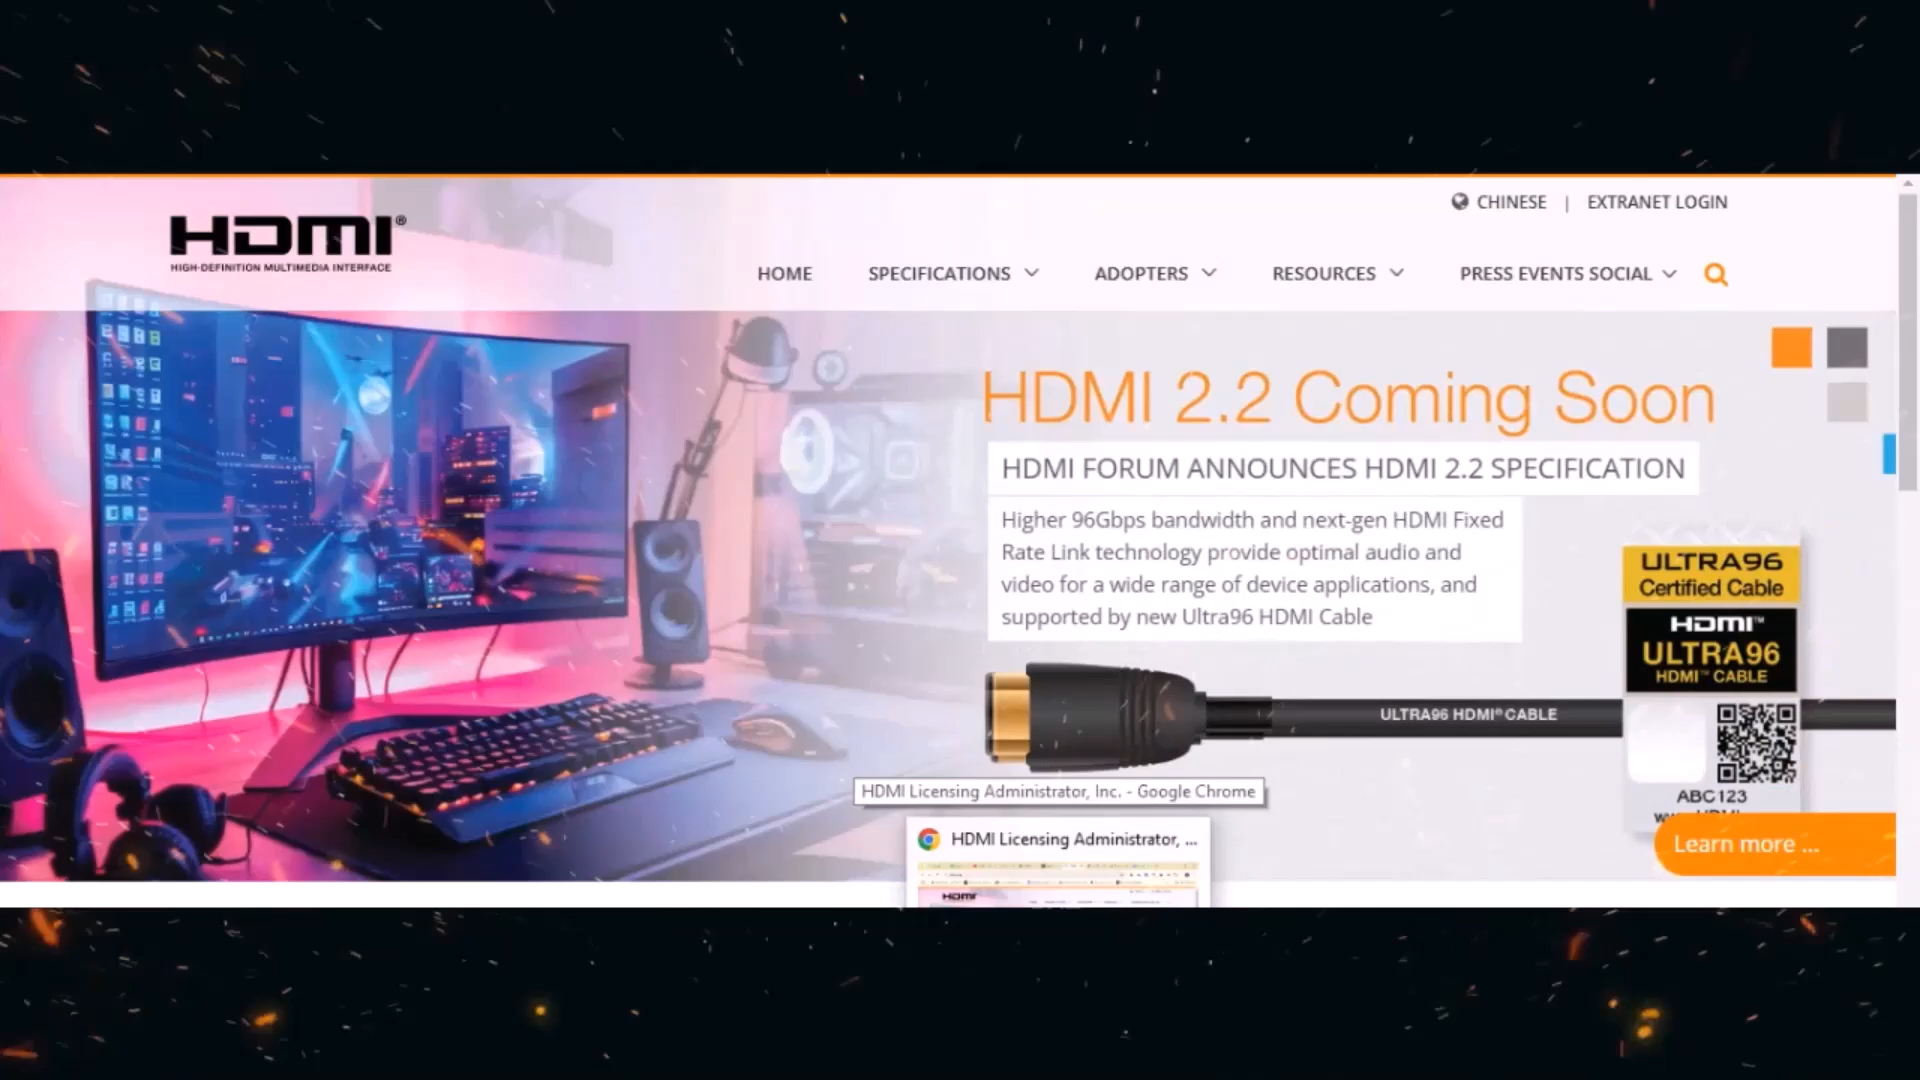 CHINESE | EXTRANET LOGIN
HDMI®
HIGH-DEFINITION MULTIMEDIA INTERFACE
HOME SPECIFICATIONS ADOPTERS RESOURCES PRESS EVENTS SOCIAL
HDMI 2.2 Coming Soon
HDMI FORUM ANNOUNCES HDMI 2.2 SPECIFICATION
Higher 96Gbps bandwidth and next-gen HDMI Fixed
Rate Link technology provide optimal audio and
video for a wide range of device applications, and
supported by new Ultra96 HDMI Cable
ULTRA96
Certified Cable
HDMI™
ULTRA96
HDMI™ CABLE
ULTRA96 HDMI® CABLE
ABC123
Learn more ...
HDMI Licensing Administrator, Inc. - Google Chrome
HDMI Licensing Administrator, ...
HDMI